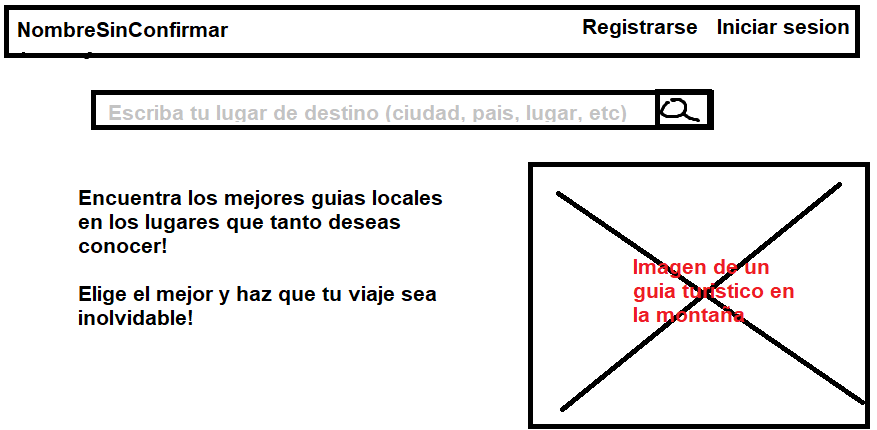 NombreSinConfirmar
Registrarse Iniciar sesion
Escriba tu lugar de destino (ciudad, pais, lugar, etc)
Encuentra los mejores guias locales
en los lugares que tanto deseas
conocer!
Elige el mejor y haz que tu viaje sea
inolvidable!
Imagen de un
guia turistico en
la montaña